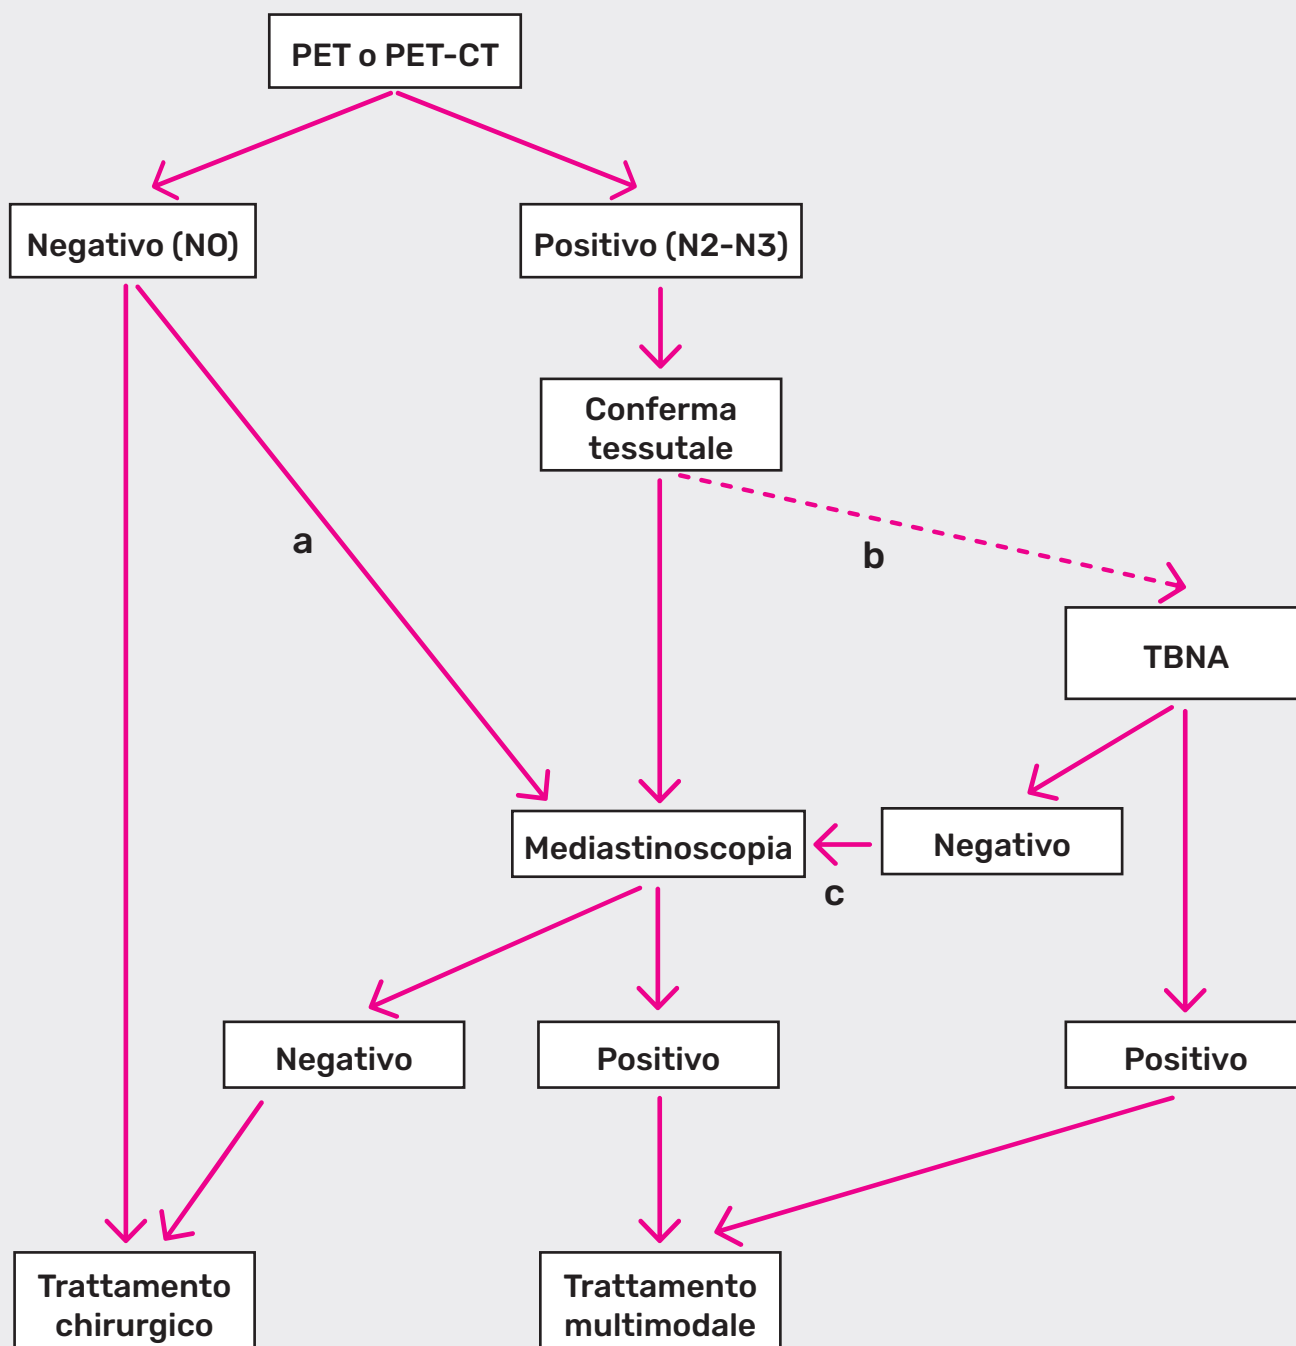 PET o PET-CT
Negativo (NO)
Positivo (N2-N3)
Conferma
tessutale
a
b
TBNA
Mediastinoscopia
Negativo
c
Negativo
Positivo
Positivo
Trattamento
chirurgico
Trattamento
multimodale